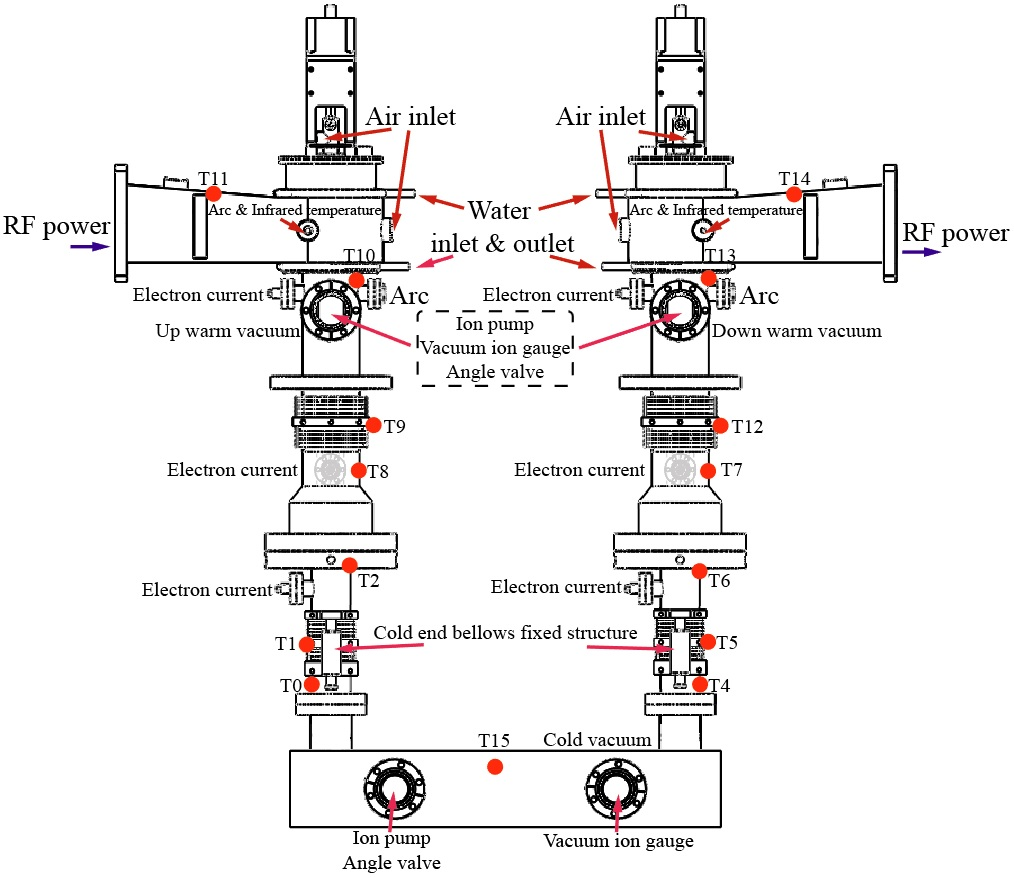 Air inlet
Air inlet
T11
T14
Arc & Infrared temperature
Arc & Infrared temperature
RF power
Water
RF power
inlet & outlet
T10
T13
Electron current
Arc
Electron current
Arc
Up warm vacuum
Ion pump
Vacuum ion gauge
Angle valve
Down warm vacuum
T9
T12
Electron current
T8
Electron current
T7
T2
T6
Electron current
Cold end bellows fixed structure
T1
T5
T0
T4
T15
Cold vacuum
Ion pump
Angle valve
Vacuum ion gauge